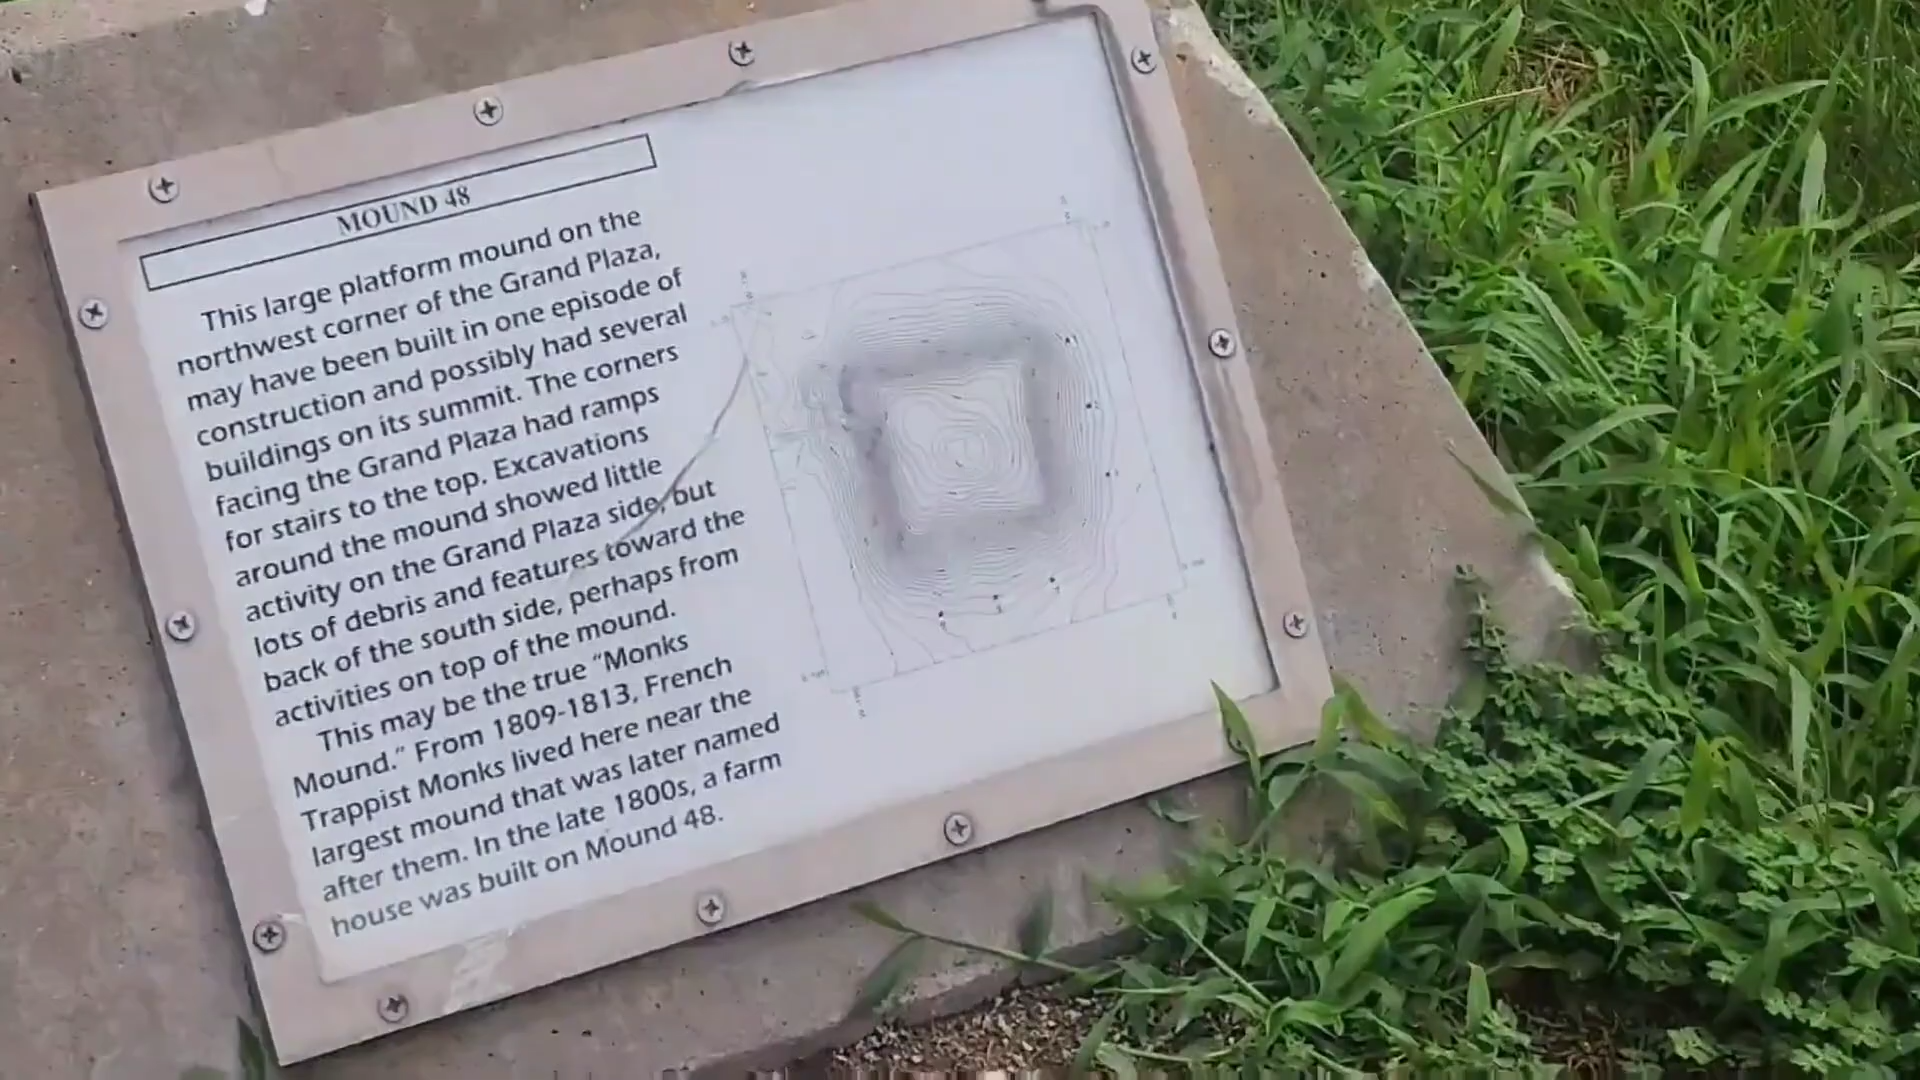 MOUND 48
This large platform mound on the
northwest corner of the Grand Plaza,
may have been built in one episode of
construction and possibly had several
buildings on its summit. The corners
facing the Grand Plaza had ramps
for stairs to the top. Excavations
around the mound showed little
activity on the Grand Plaza side, but
lots of debris and features toward the
back of the south side, perhaps from
activities on top of the mound.
This may be the true “Monks
Mound.” From 1809-1813, French
Trappist Monks lived here near the
largest mound that was later named
after them. In the late 1800s, a farm
house was built on Mound 48.